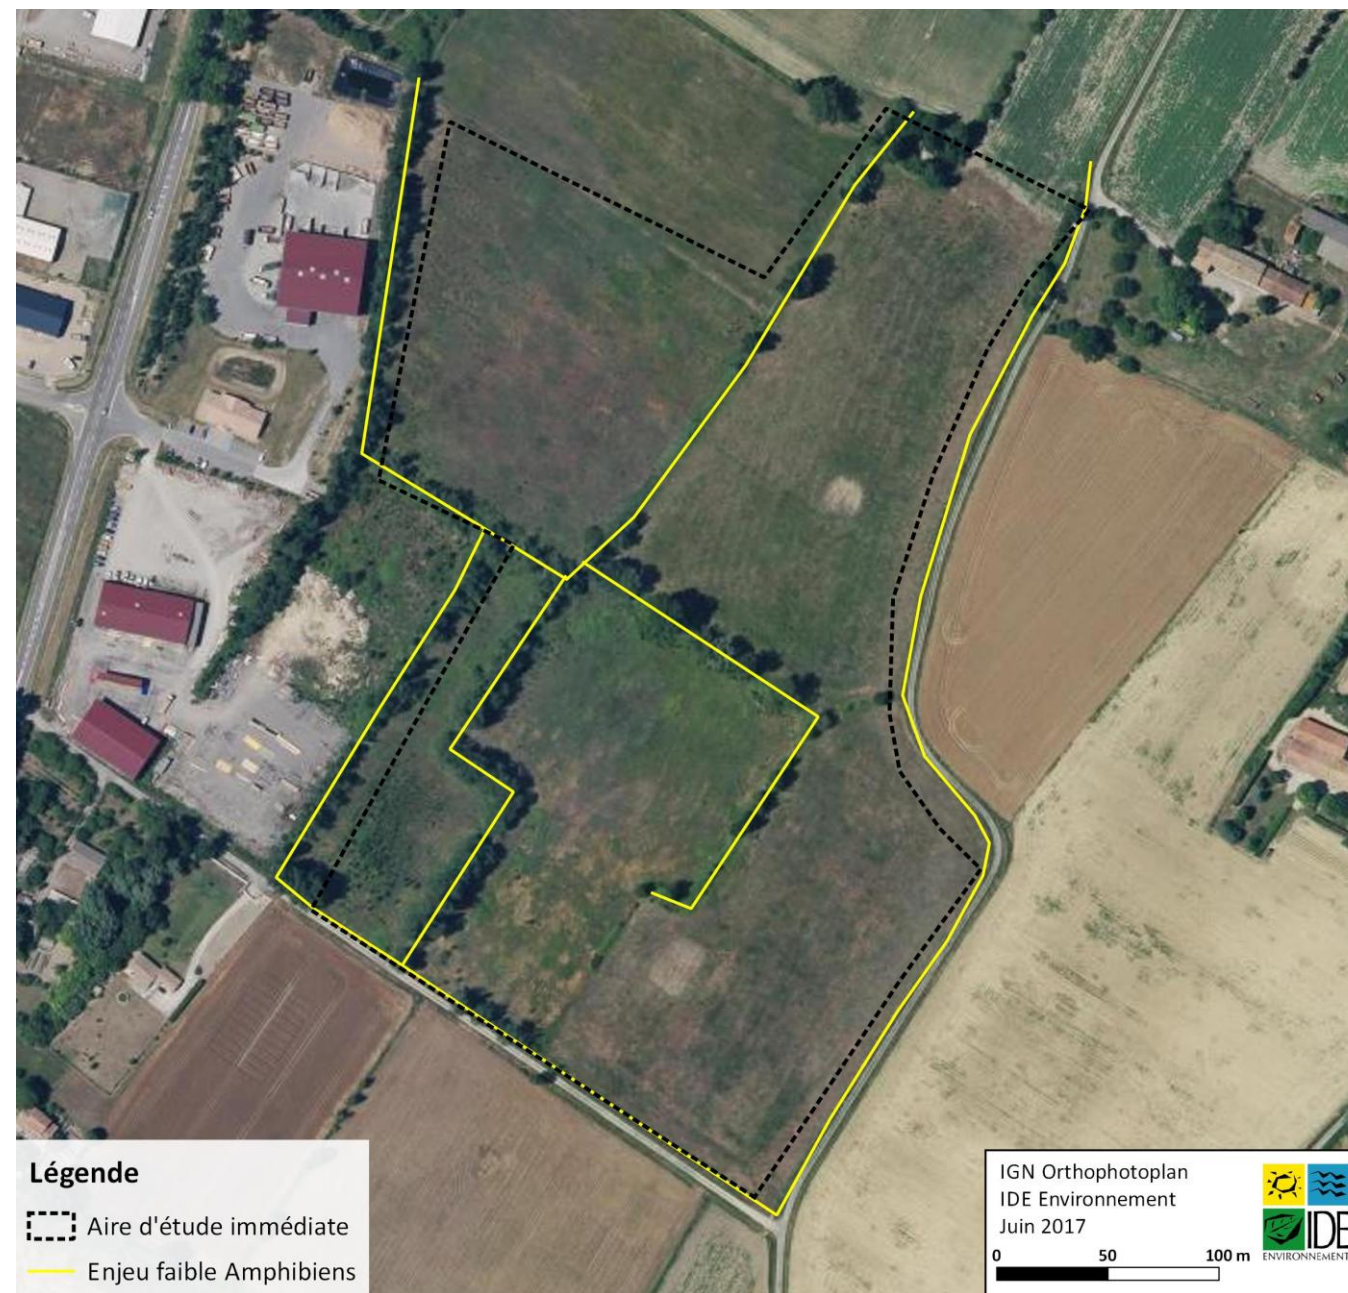 Légende
Aire d'étude immédiate
Enjeu faible Amphibiens
IGN Orthophotoplan
IDE Environnement
Juin 2017
0 50 100 m
IDE
ENVIRONNEMENT